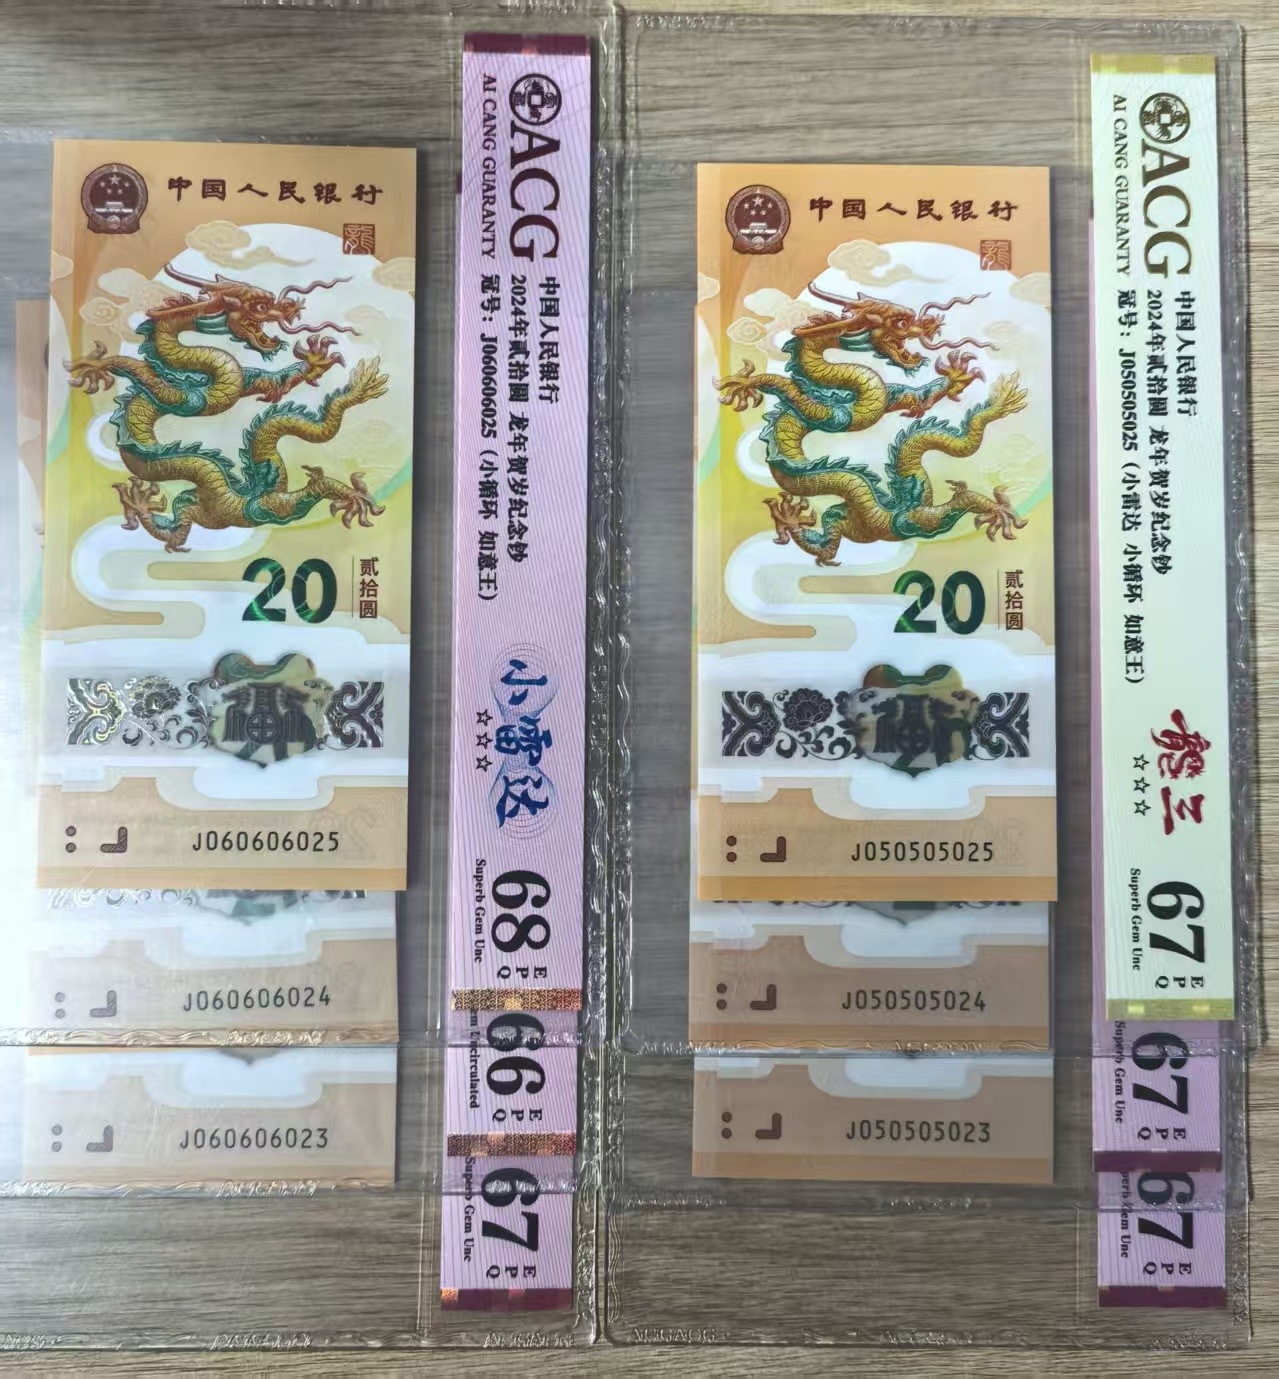 中国人民银行
20
贰拾圆
J060606025
J060606024
J060606023
ACG
AI CANG GUARANTY
中国人民银行
2024年贰拾圆 龙年贺岁纪念钞
冠号：J060606025（小循环 如意王）
小雷达
☆☆☆
68
EPQ
Superb Gem Unc
66
EPQ
67
EPQ
Superb Gem Unc
中国人民银行
20
贰拾圆
J050505025
J050505024
J050505023
ACG
AI CANG GUARANTY
中国人民银行
2024年贰拾圆 龙年贺岁纪念钞
冠号：J050505025（小雷达 小循环 如意王）
龍王
☆☆☆
67
EPQ
Superb Gem Unc
67
EPQ
Superb Gem Unc
67
EPQ
Gem Unc